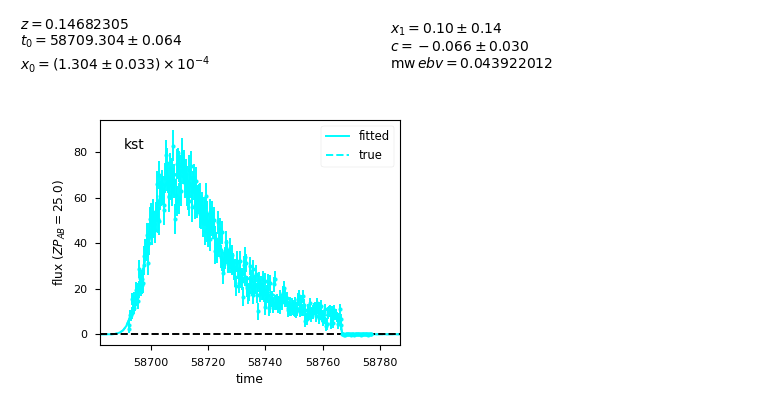 z = 0.14682305
t₀ = 58709.304 ± 0.064
x₀ = (1.304 ± 0.033) × 10⁻⁴
x₁ = 0.10 ± 0.14
c = −0.066 ± 0.030
mw ebv = 0.043922012
kst
fitted
true
80
60
40
20
0
flux (ZP_AB = 25.0)
58700 58720 58740 58760 58780
time